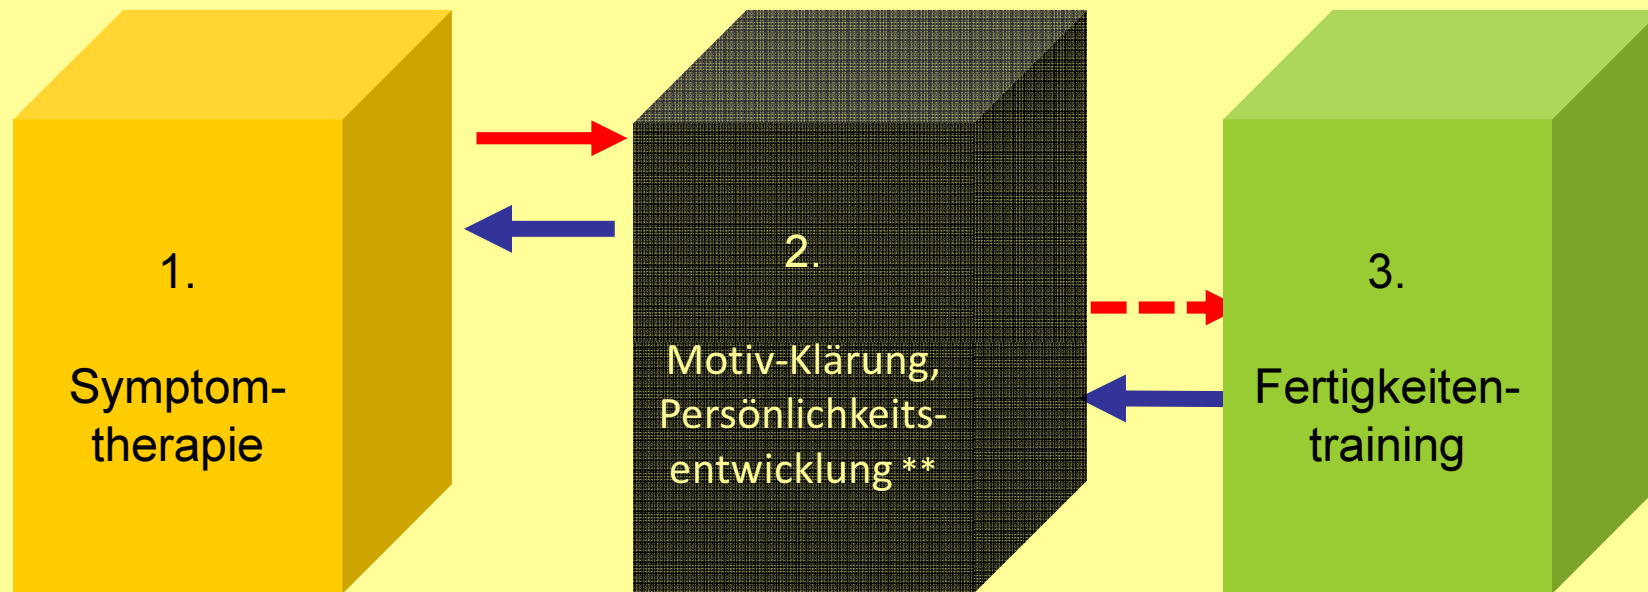 1.
Symptom-
therapie
2.
Motiv-Klärung,
Persönlichkeits-
entwicklung **
3.
Fertigkeiten-
training